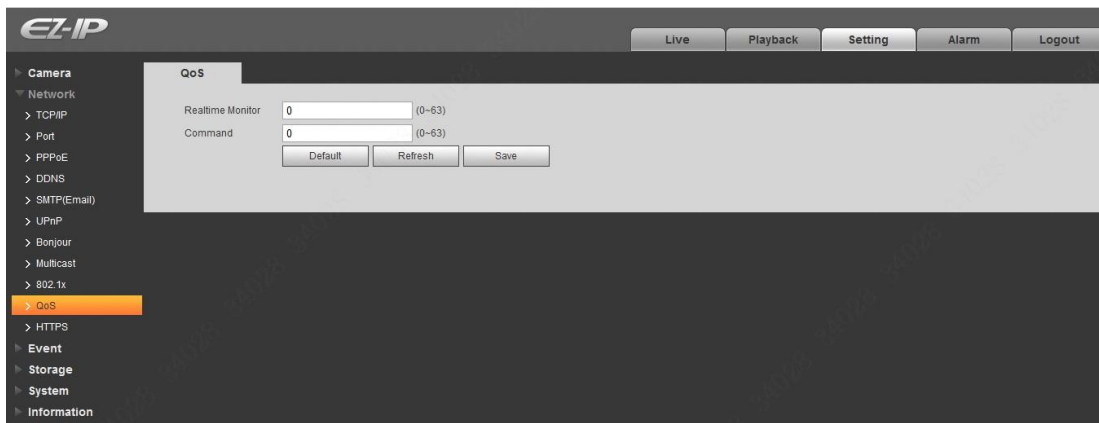 EZ-IP
Live Playback Setting Alarm Logout
Camera
Network
TCP/IP
Port
PPPoE
DDNS
SMTP(Email)
UPnP
Bonjour
Multicast
802.1x
QoS
HTTPS
Event
Storage
System
Information
QoS
Realtime Monitor 0 (0~63)
Command 0 (0~63)
Default Refresh Save